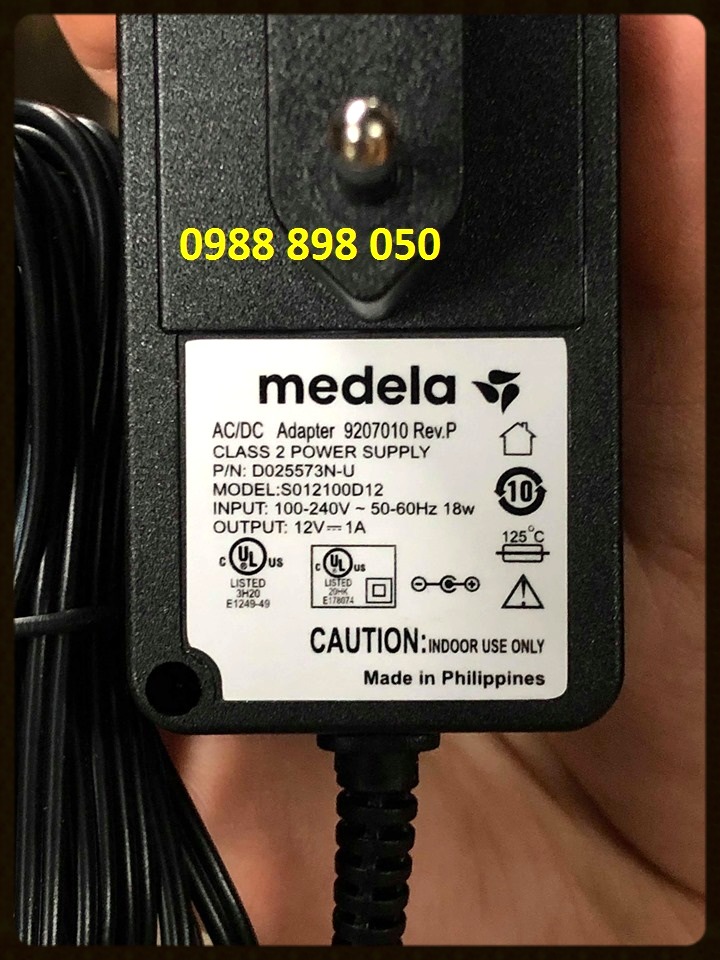 0988 898 050
medela
AC/DC Adapter 9207010 Rev.P
CLASS 2 POWER SUPPLY
P/N: D025573N-U
MODEL:S012100D12
INPUT: 100-240V ~ 50-60Hz 18w
OUTPUT: 12V⎓1A
10
125°C
c UL ® US
LISTED
3H20
E1249-49
c UL us
LISTED
20HK
E178074
CAUTION: INDOOR USE ONLY
Made in Philippines